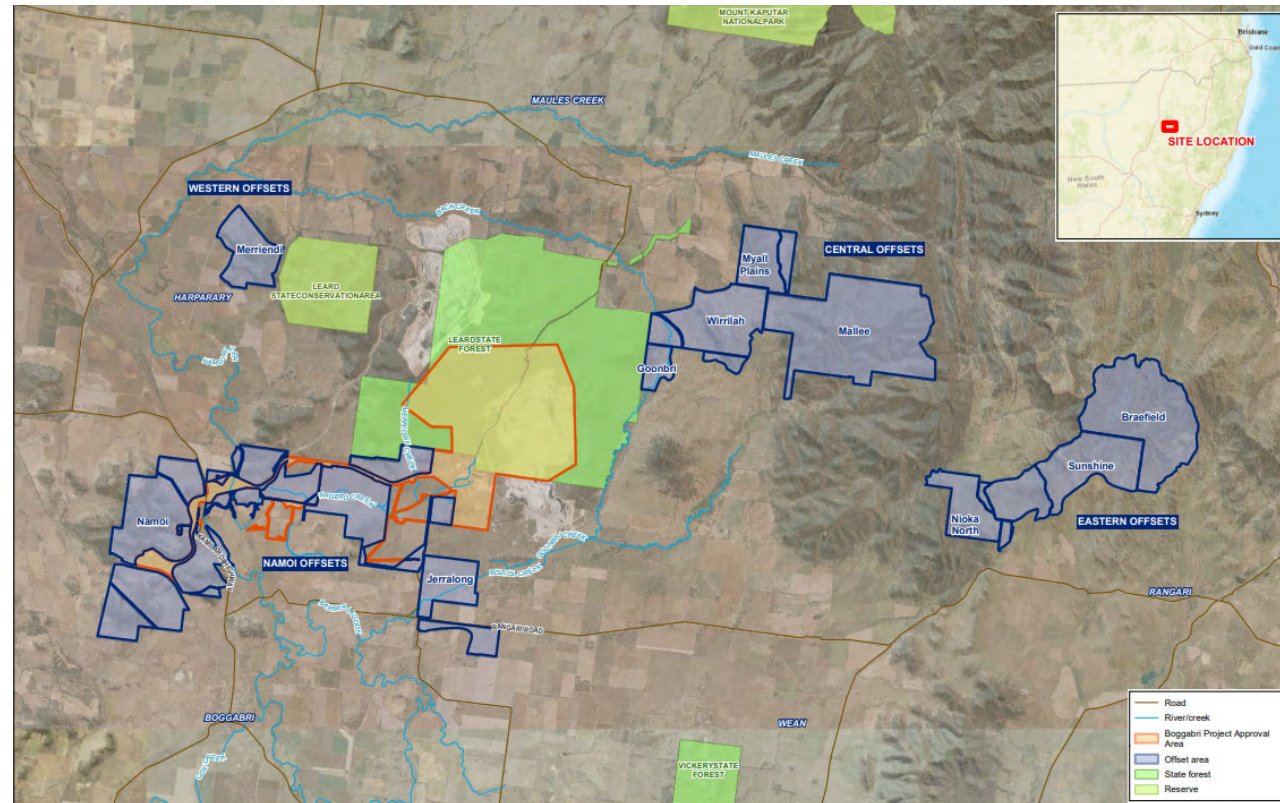 MOUNT KAPUTAR
NATIONALPARK
Brisbane
Gold Coast
SITE LOCATION
New South
Wales
Sydney
MAULES CREEK
MAULES CREEK
WESTERN OFFSETS
BACK CREEK
Merriendi
LEARD
STATECONSERVATIONAREA
HARPARARY
Myall
Plains
CENTRAL OFFSETS
Wirrilah
Mallee
LEARDSTATE
FOREST
Goonbri
Braefield
Sunshine
Nioka
North
EASTERN OFFSETS
Namoi
NAMOI OFFSETS
Jerralong
BOLLOL CREEK
RANGARI
BOGGABRI
WEAN
VICKERYSTATE
FOREST
Road
River/creek
Boggabri Project Approval
Area
Offset area
State forest
Reserve